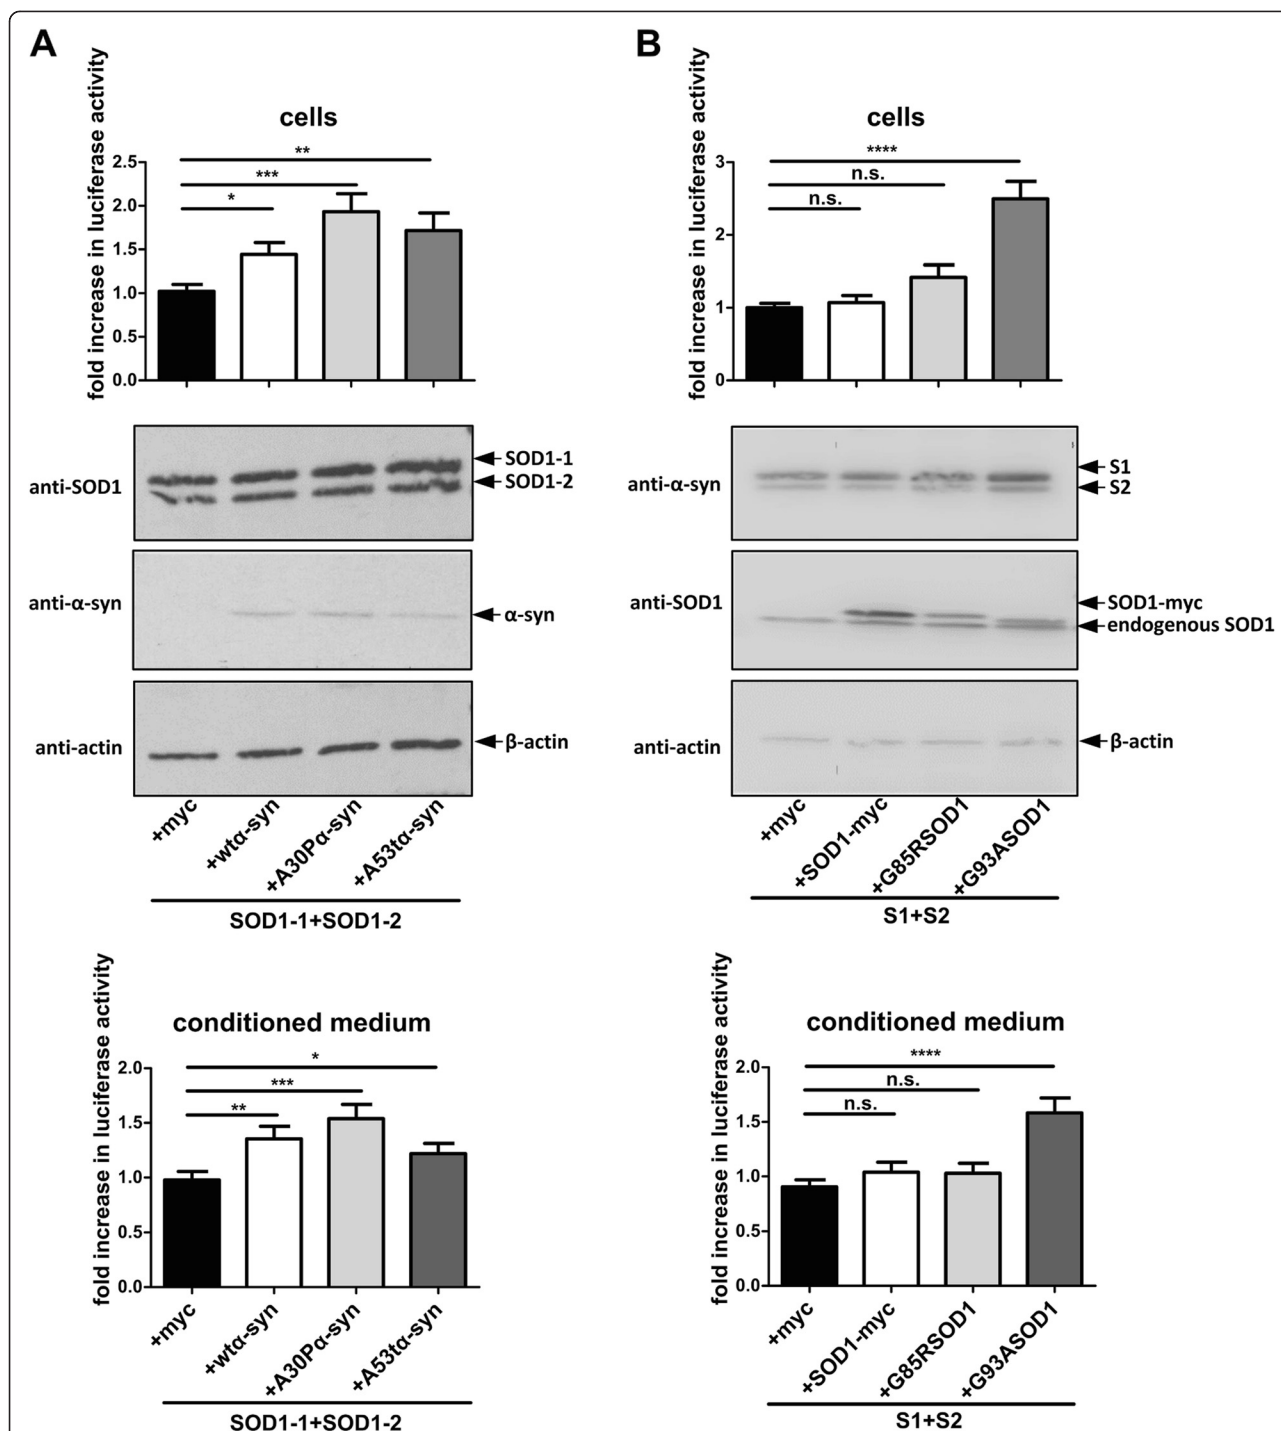 A
fold increase in luciferase activity
cells
**
***
*
2.5
2.0
1.5
1.0
0.5
0.0
anti-SOD1
SOD1-1
SOD1-2
anti-α-syn
α-syn
anti-actin
β-actin
+myc
+wtα-syn
+A30Pα-syn
+A53tα-syn
SOD1-1+SOD1-2
fold increase in luciferase activity
conditioned medium
*
***
**
2.0
1.5
1.0
0.5
0.0
+myc
+wtα-syn
+A30Pα-syn
+A53tα-syn
SOD1-1+SOD1-2
B
fold increase in luciferase activity
cells
****
n.s.
n.s.
3
2
1
0
anti-α-syn
S1
S2
anti-SOD1
SOD1-myc
endogenous SOD1
anti-actin
β-actin
+myc
+SOD1-myc
+G85RSOD1
+G93ASOD1
S1+S2
fold increase in luciferase activity
conditioned medium
****
n.s.
n.s.
2.0
1.5
1.0
0.5
0.0
+myc
+SOD1-myc
+G85RSOD1
+G93ASOD1
S1+S2